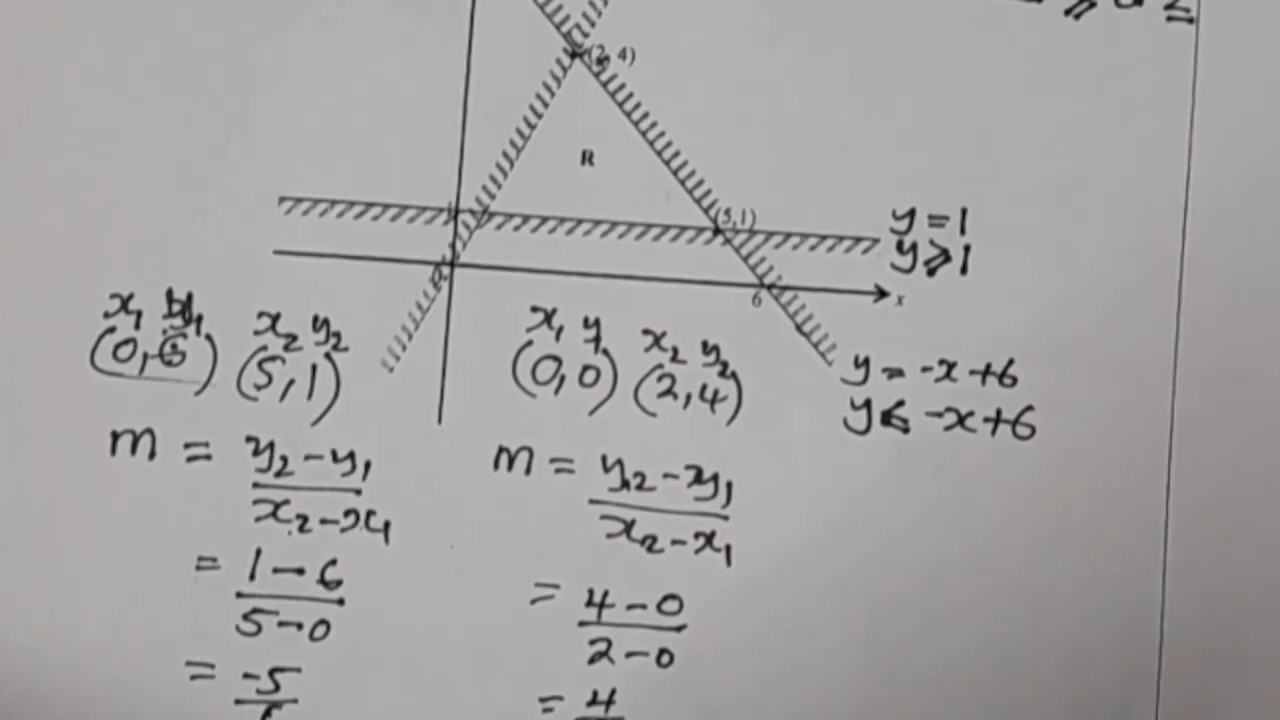 (2, 4)
R
(5,1)
y = 1
y ⩾ 1
6
x
x₁ y₁ x₂ y₂
(0, 6) (5, 1)
x₁ y₁ x₂ y₂
(0,0) (2,4)
y = -x+6
y ⩽ -x+6
m = y₂-y₁
x₂-x₁
= 1-6
5-0
= -5
m = y₂-y₁
x₂-x₁
= 4-0
2-0
= 4